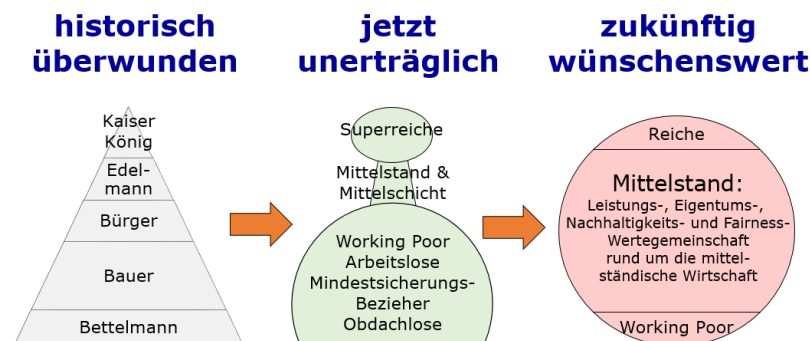 historisch
überwunden
Kaiser
König
Edel-
mann
Bürger
Bauer
Bettelmann
jetzt
unerträglich
Superreiche
Mittelstand &
Mittelschicht
Working Poor
Arbeitslose
Mindestsicherungs-
Bezieher
Obdachlose
zukünftig
wünschenswert
Reiche
Mittelstand:
Leistungs-, Eigentums-,
Nachhaltigkeits- und Fairness-
Wertegemeinschaft
rund um die mittel-
ständische Wirtschaft
Working Poor